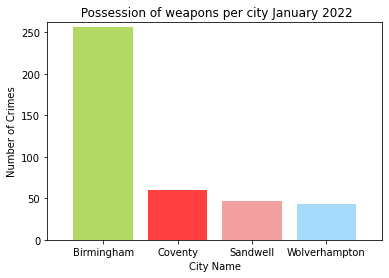 Possession of weapons per city January 2022
Number of Crimes
250
200
150
100
50
0
Birmingham Coventy Sandwell Wolverhampton
City Name